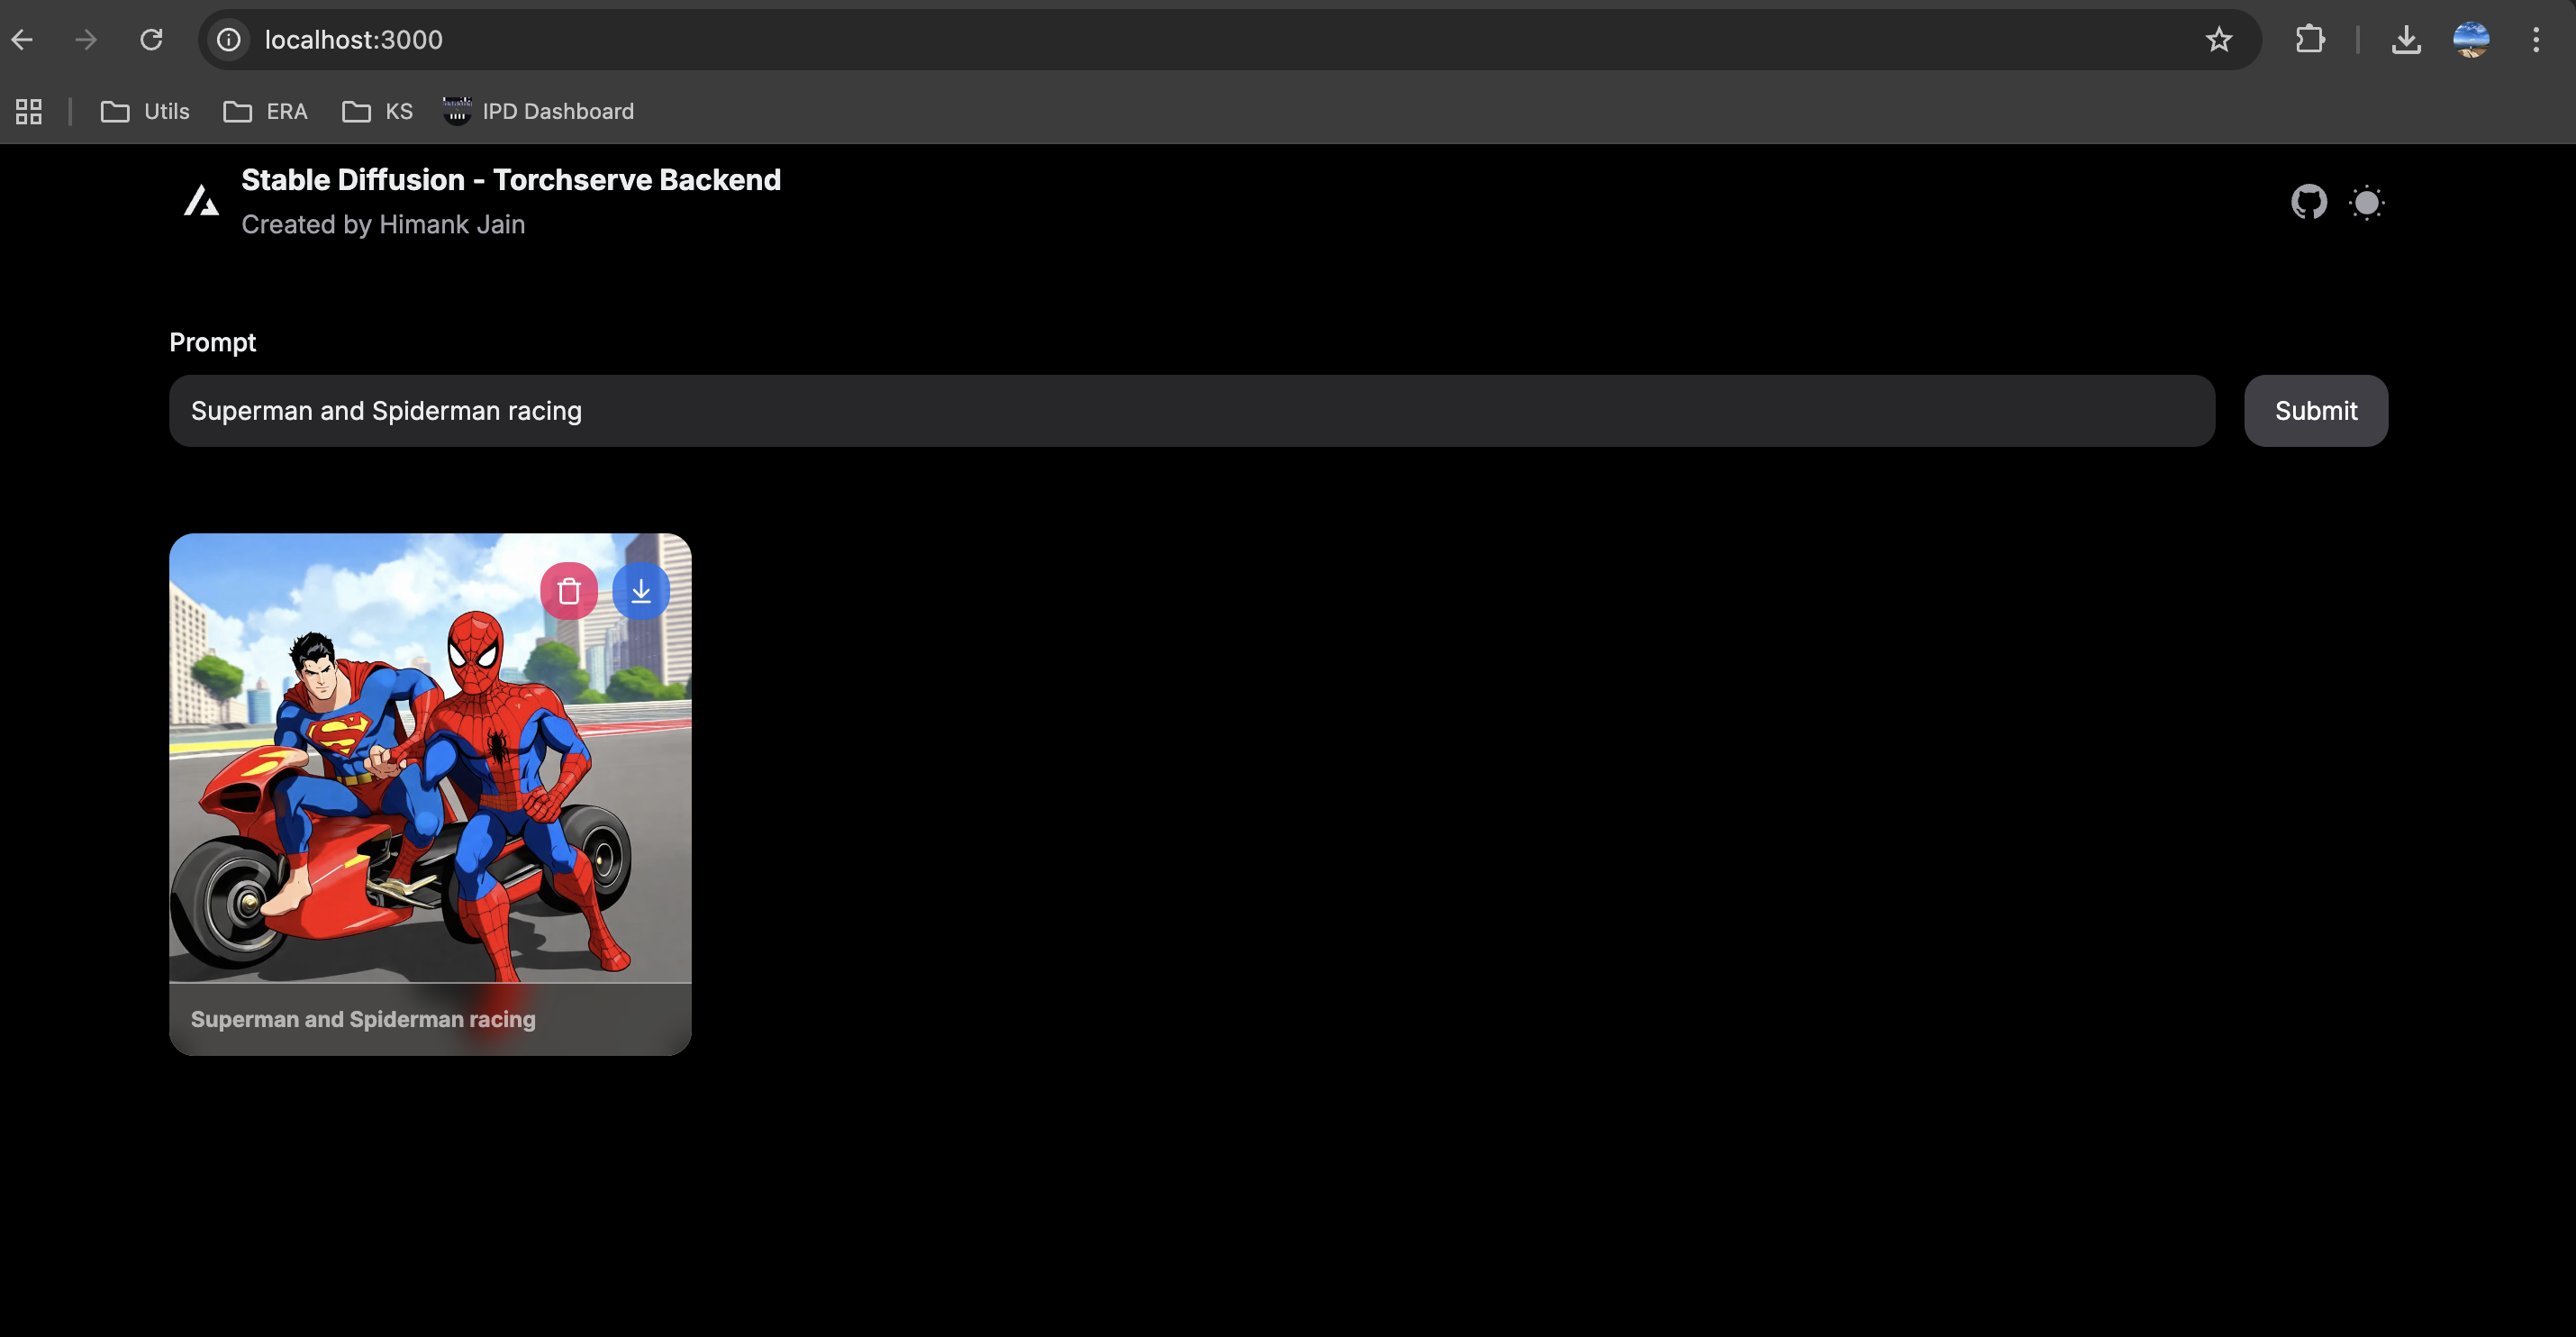 localhost:3000
Utils
ERA
KS
IPD Dashboard
Stable Diffusion - Torchserve Backend
Created by Himank Jain
Prompt
Superman and Spiderman racing
Submit
S
Superman and Spiderman racing